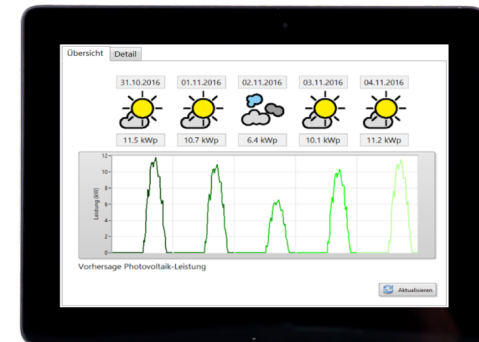 Übersicht Detail
31.10.2016 01.11.2016 02.11.2016 03.11.2016 04.11.2016
11.5 kWp 10.7 kWp 6.4 kWp 10.1 kWp 11.2 kWp
Leistung (kW)
12
10
8
6
4
2
0
Vorhersage Photovoltaik-Leistung
Aktualisieren